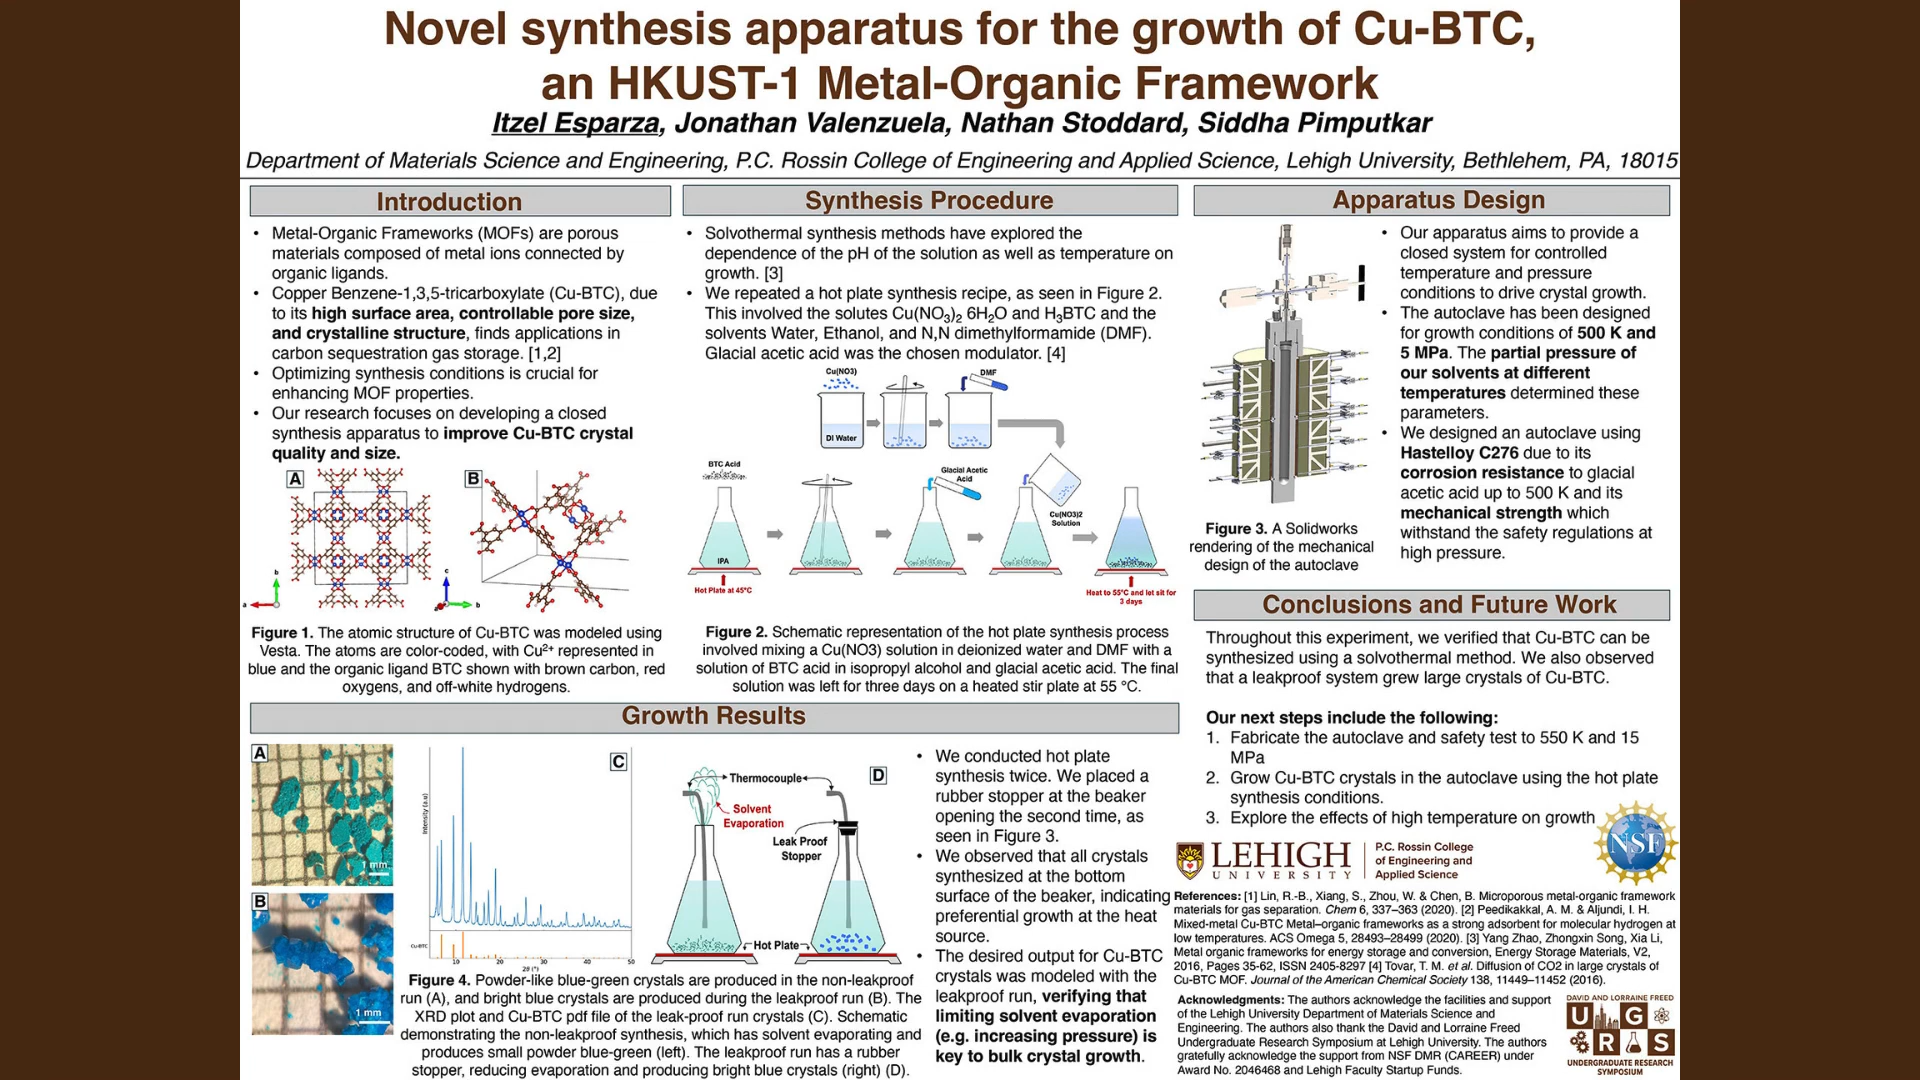 Novel synthesis apparatus for the growth of Cu-BTC,
an HKUST-1 Metal-Organic Framework
Itzel Esparza, Jonathan Valenzuela, Nathan Stoddard, Siddha Pimputkar
Department of Materials Science and Engineering, P.C. Rossin College of Engineering and Applied Science, Lehigh University, Bethlehem, PA, 18015
Introduction
• Metal-Organic Frameworks (MOFs) are porous
materials composed of metal ions connected by
organic ligands.
• Copper Benzene-1,3,5-tricarboxylate (Cu-BTC), due
to its high surface area, controllable pore size,
and crystalline structure, finds applications in
carbon sequestration gas storage. [1,2]
• Optimizing synthesis conditions is crucial for
enhancing MOF properties.
• Our research focuses on developing a closed
synthesis apparatus to improve Cu-BTC crystal
quality and size.
A
B
b
a
c
a
b
Figure 1. The atomic structure of Cu-BTC was modeled using
Vesta. The atoms are color-coded, with Cu²⁺ represented in
blue and the organic ligand BTC shown with brown carbon, red
oxygens, and off-white hydrogens.
Synthesis Procedure
• Solvothermal synthesis methods have explored the
dependence of the pH of the solution as well as temperature on
growth. [3]
• We repeated a hot plate synthesis recipe, as seen in Figure 2.
This involved the solutes Cu(NO₃)₂ 6H₂O and H₃BTC and the
solvents Water, Ethanol, and N,N dimethylformamide (DMF).
Glacial acetic acid was the chosen modulator. [4]
Cu(NO3)
DMF
DI Water
BTC Acid
Glacial Acetic
Acid
Cu(NO3)2
Solution
IPA
Hot Plate at 45°C
Heat to 55°C and let sit for
3 days
Figure 2. Schematic representation of the hot plate synthesis process
involved mixing a Cu(NO3) solution in deionized water and DMF with a
solution of BTC acid in isopropyl alcohol and glacial acetic acid. The final
solution was left for three days on a heated stir plate at 55 °C.
Apparatus Design
• Our apparatus aims to provide a
closed system for controlled
temperature and pressure
conditions to drive crystal growth.
• The autoclave has been designed
for growth conditions of 500 K and
5 MPa. The partial pressure of
our solvents at different
temperatures determined these
parameters.
• We designed an autoclave using
Hastelloy C276 due to its
corrosion resistance to glacial
acetic acid up to 500 K and its
mechanical strength which
withstand the safety regulations at
high pressure.
Figure 3. A Solidworks
rendering of the mechanical
design of the autoclave
Growth Results
A
1 mm
B
1 mm
C
Intensity (a.u)
Cu-BTC
10 20 30 40 50
2θ (°)
D
Thermocouple
Solvent
Evaporation
Leak Proof
Stopper
Hot Plate
Figure 4. Powder-like blue-green crystals are produced in the non-leakproof
run (A), and bright blue crystals are produced during the leakproof run (B). The
XRD plot and Cu-BTC pdf file of the leak-proof run crystals (C). Schematic
demonstrating the non-leakproof synthesis, which has solvent evaporating and
produces small powder blue-green (left). The leakproof run has a rubber
stopper, reducing evaporation and producing bright blue crystals (right) (D).
• We conducted hot plate
synthesis twice. We placed a
rubber stopper at the beaker
opening the second time, as
seen in Figure 3.
• We observed that all crystals
synthesized at the bottom
surface of the beaker, indicating
preferential growth at the heat
source.
• The desired output for Cu-BTC
crystals was modeled with the
leakproof run, verifying that
limiting solvent evaporation
(e.g. increasing pressure) is
key to bulk crystal growth.
Conclusions and Future Work
Throughout this experiment, we verified that Cu-BTC can be
synthesized using a solvothermal method. We also observed
that a leakproof system grew large crystals of Cu-BTC.
Our next steps include the following:
1. Fabricate the autoclave and safety test to 550 K and 15
MPa
2. Grow Cu-BTC crystals in the autoclave using the hot plate
synthesis conditions.
3. Explore the effects of high temperature on growth
LEHIGH
UNIVERSITY
P.C. Rossin College
of Engineering and
Applied Science
NSF
References: [1] Lin, R.-B., Xiang, S., Zhou, W. & Chen, B. Microporous metal-organic framework
materials for gas separation. Chem 6, 337–363 (2020). [2] Peedikakkal, A. M. & Aljundi, I. H.
Mixed-metal Cu-BTC Metal–organic frameworks as a strong adsorbent for molecular hydrogen at
low temperatures. ACS Omega 5, 28493–28499 (2020). [3] Yang Zhao, Zhongxin Song, Xia Li,
Metal organic frameworks for energy storage and conversion, Energy Storage Materials, V2,
2016, Pages 35-62, ISSN 2405-8297 [4] Tovar, T. M. et al. Diffusion of CO2 in large crystals of
Cu-BTC MOF. Journal of the American Chemical Society 138, 11449–11452 (2016).
Acknowledgments: The authors acknowledge the facilities and support
of the Lehigh University Department of Materials Science and
Engineering. The authors also thank the David and Lorraine Freed
Undergraduate Research Symposium at Lehigh University. The authors
gratefully acknowledge the support from NSF DMR (CAREER) under
Award No. 2046468 and Lehigh Faculty Startup Funds.
DAVID AND LORRAINE FREED
U G
R S
UNDERGRADUATE RESEARCH
SYMPOSIUM